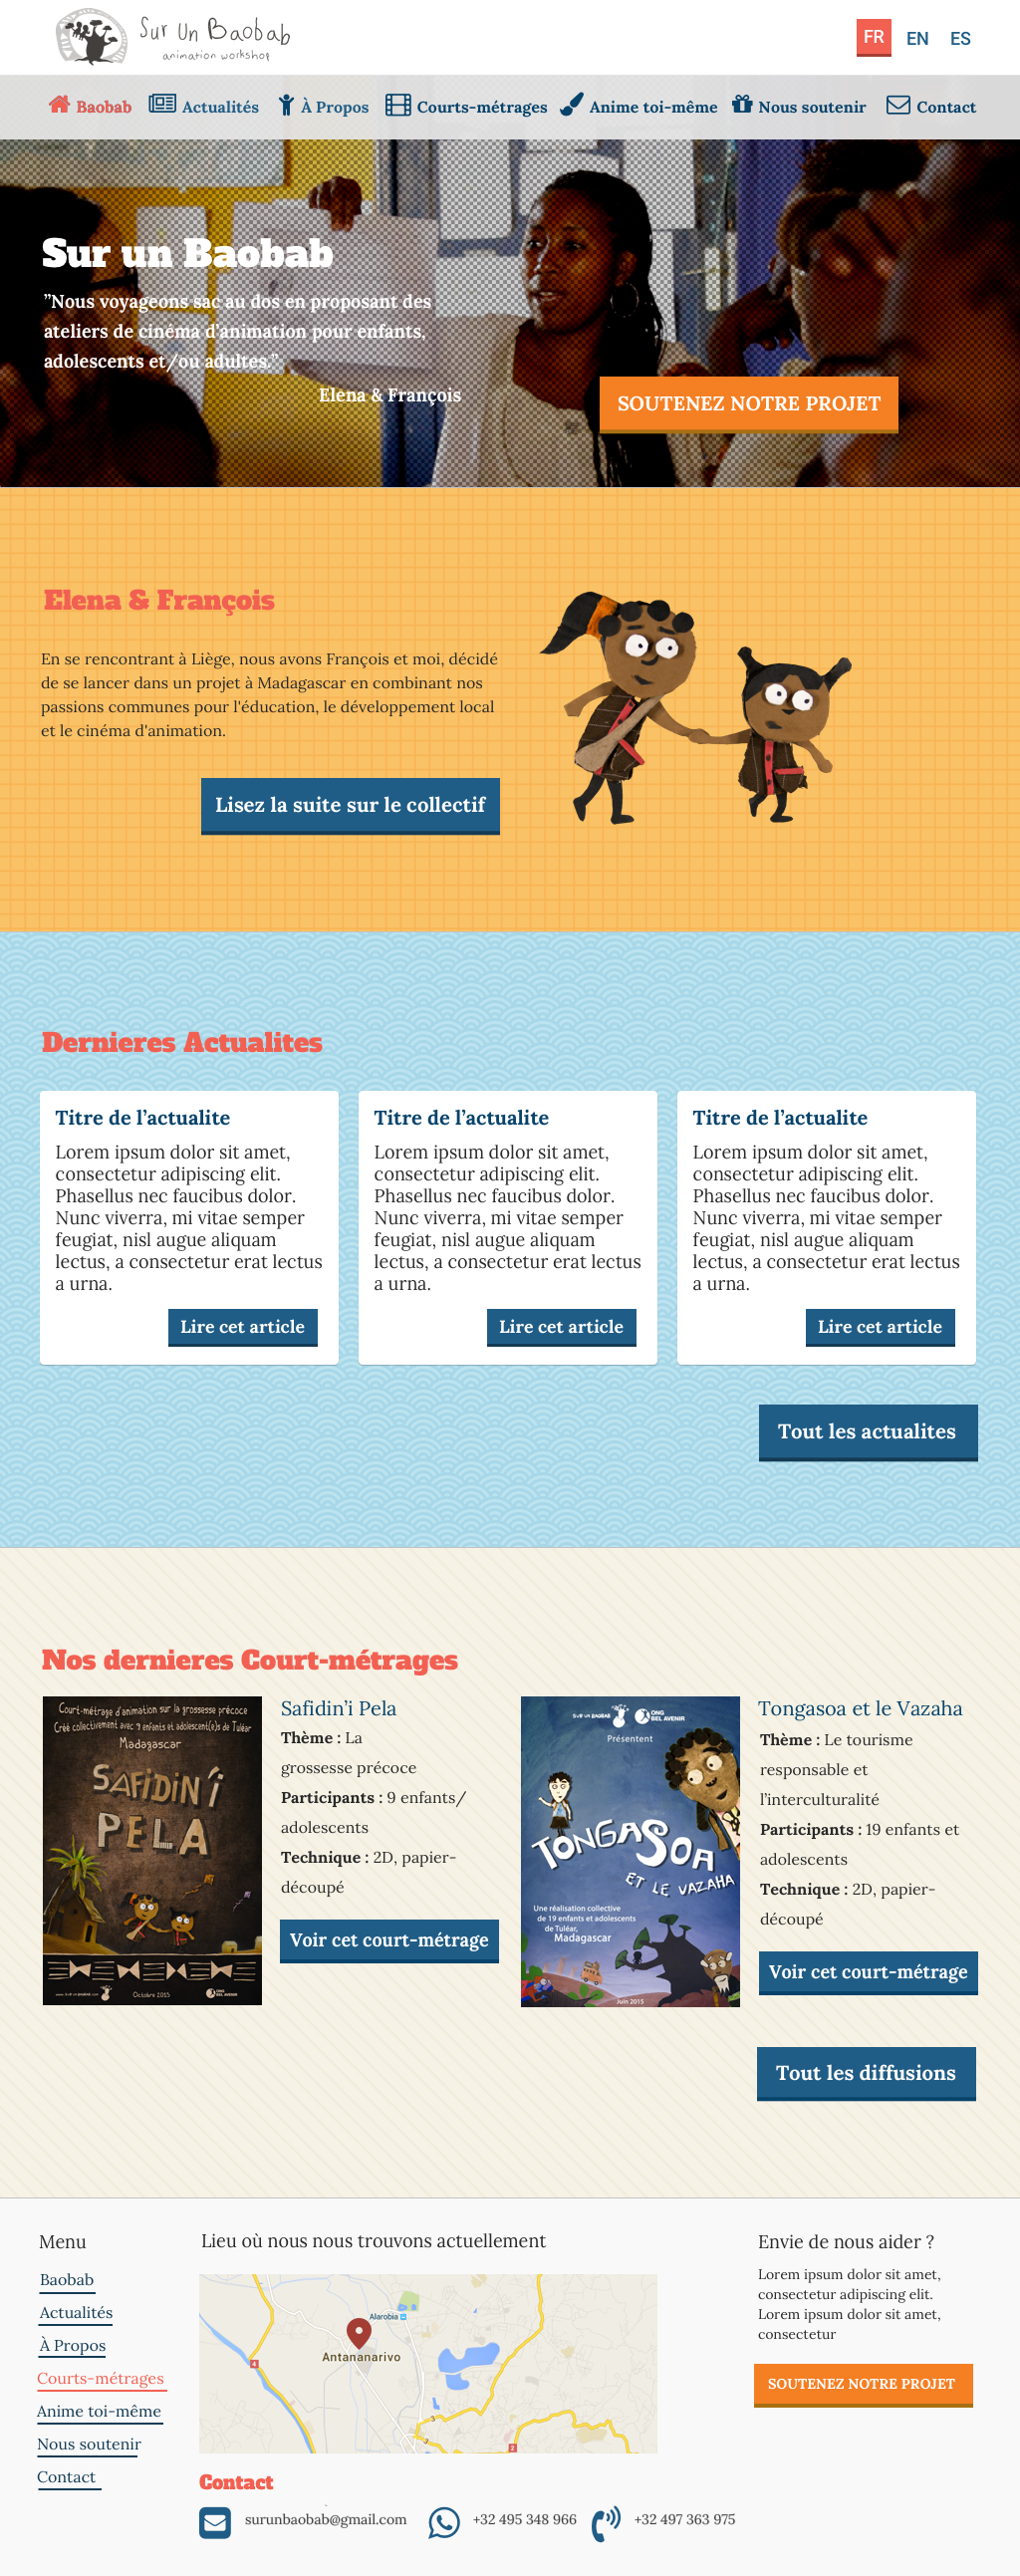 Sur Un Baobab
animation workshop
FR EN ES
Baobab Actualités À Propos Courts-métrages Anime toi-même Nous soutenir Contact
Sur un Baobab
”Nous voyageons sac au dos en proposant des
ateliers de cinéma d’animation pour enfants,
adolescents et/ou adultes.”
Elena & François
SOUTENEZ NOTRE PROJET
Elena & François
En se rencontrant à Liège, nous avons François et moi, décidé
de se lancer dans un projet à Madagascar en combinant nos
passions communes pour l'éducation, le développement local
et le cinéma d'animation.
Lisez la suite sur le collectif
Dernieres Actualites
Titre de l’actualite
Lorem ipsum dolor sit amet,
consectetur adipiscing elit.
Phasellus nec faucibus dolor.
Nunc viverra, mi vitae semper
feugiat, nisl augue aliquam
lectus, a consectetur erat lectus
a urna.
Lire cet article
Titre de l’actualite
Lorem ipsum dolor sit amet,
consectetur adipiscing elit.
Phasellus nec faucibus dolor.
Nunc viverra, mi vitae semper
feugiat, nisl augue aliquam
lectus, a consectetur erat lectus
a urna.
Lire cet article
Titre de l’actualite
Lorem ipsum dolor sit amet,
consectetur adipiscing elit.
Phasellus nec faucibus dolor.
Nunc viverra, mi vitae semper
feugiat, nisl augue aliquam
lectus, a consectetur erat lectus
a urna.
Lire cet article
Tout les actualites
Nos dernieres Court-métrages
Court-métrage d'animation sur la grossesse précoce
Créé collectivement avec 9 enfants et adolescent(e)s de Tuléar
Madagascar
SAFIDIN'i
PELA
Octobre 2015
ONG
BEL AVENIR
Safidin’i Pela
Thème : La
grossesse précoce
Participants : 9 enfants/
adolescents
Technique : 2D, papier-
découpé
Voir cet court-métrage
SUR UN BAOBAB
ONG
BEL AVENIR
Présentent
TONGASOA
ET LE VAZAHA
Une réalisation collective
de 19 enfants et adolescents
de Tuléar,
Madagascar
Juin 2015
Tongasoa et le Vazaha
Thème : Le tourisme
responsable et
l’interculturalité
Participants : 19 enfants et
adolescents
Technique : 2D, papier-
découpé
Voir cet court-métrage
Tout les diffusions
Menu
Baobab
Actualités
À Propos
Courts-métrages
Anime toi-même
Nous soutenir
Contact
Lieu où nous nous trouvons actuellement
Alarobia
Antananarivo
4
3
7
2
Contact
surunbaobab@gmail.com
+32 495 348 966
+32 497 363 975
Envie de nous aider ?
Lorem ipsum dolor sit amet,
consectetur adipiscing elit.
Lorem ipsum dolor sit amet,
consectetur
SOUTENEZ NOTRE PROJET